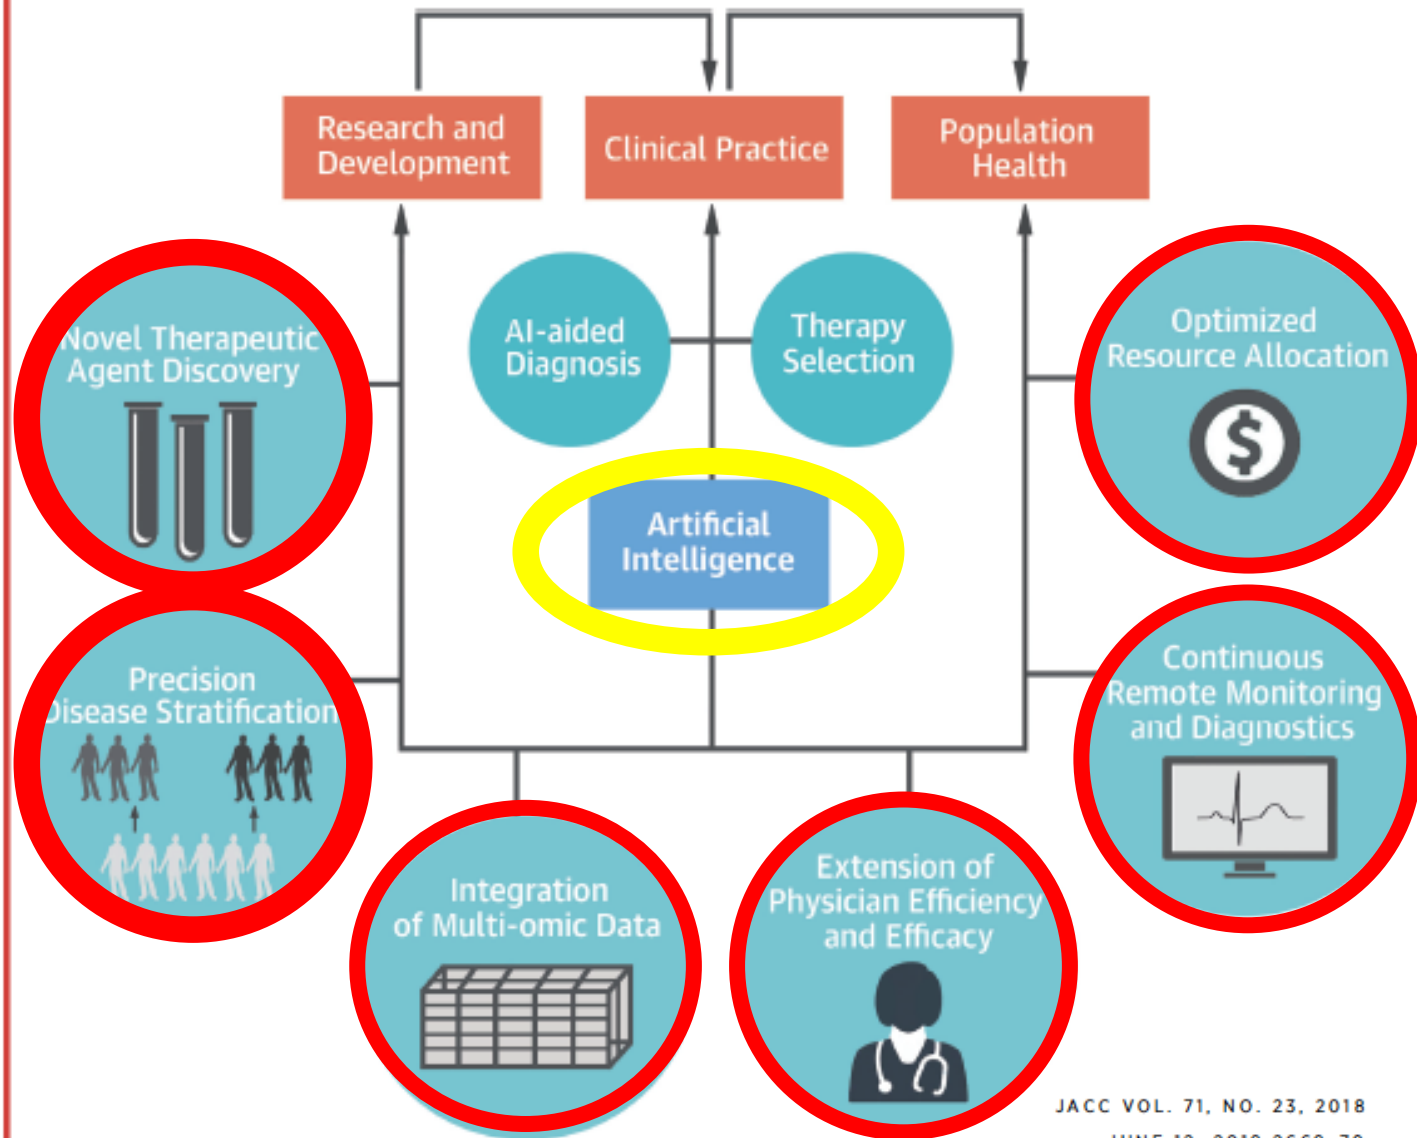 Research and
Development
Clinical Practice
Population
Health
Novel Therapeutic
Agent Discovery
AI-aided
Diagnosis
Therapy
Selection
Optimized
Resource Allocation
$
Artificial
Intelligence
Precision
Disease Stratification
Continuous
Remote Monitoring
and Diagnostics
Integration
of Multi-omic Data
Extension of
Physician Efficiency
and Efficacy
JACC VOL. 71, NO. 23, 2018